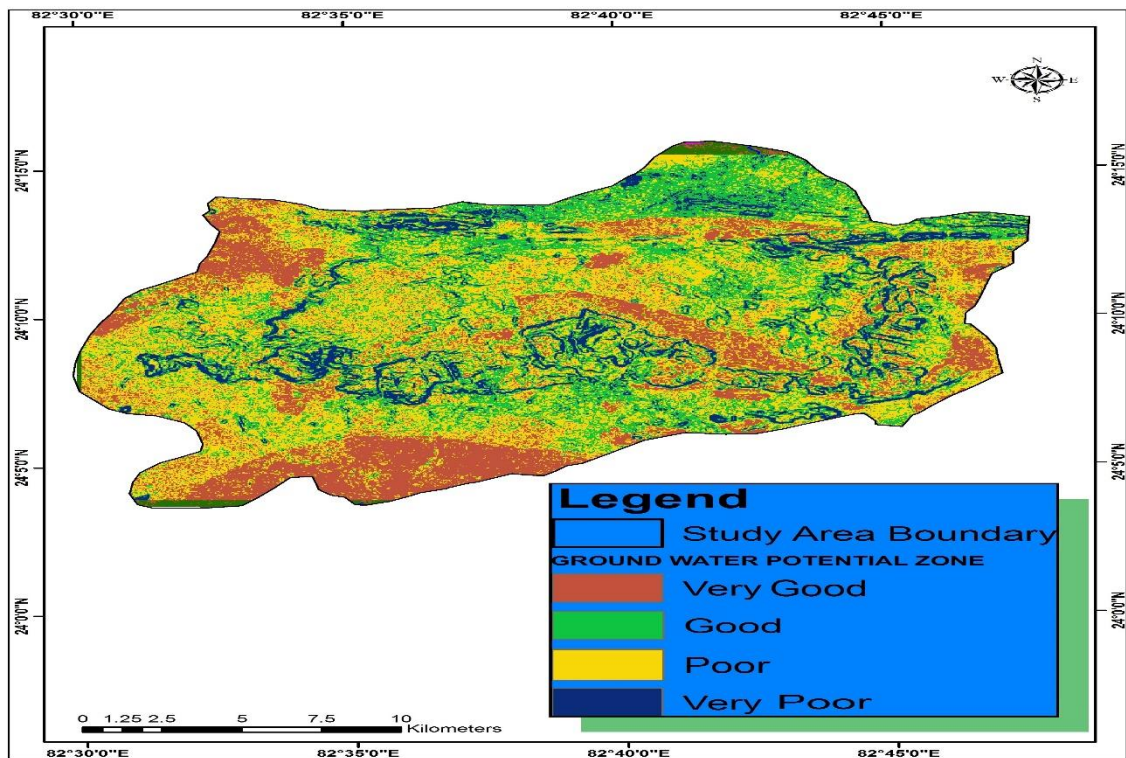 82°30'0"E 82°35'0"E 82°40'0"E 82°45'0"E
N
W E
S
24°15'0"N 24°15'0"N
24°10'0"N 24°10'0"N
24°5'0"N 24°5'0"N
24°0'0"N 24°0'0"N
Legend
Study Area Boundary
GROUND WATER POTENTIAL ZONE
Very Good
Good
Poor
Very Poor
0 1.25 2.5 5 7.5 10
Kilometers
82°30'0"E 82°35'0"E 82°40'0"E 82°45'0"E